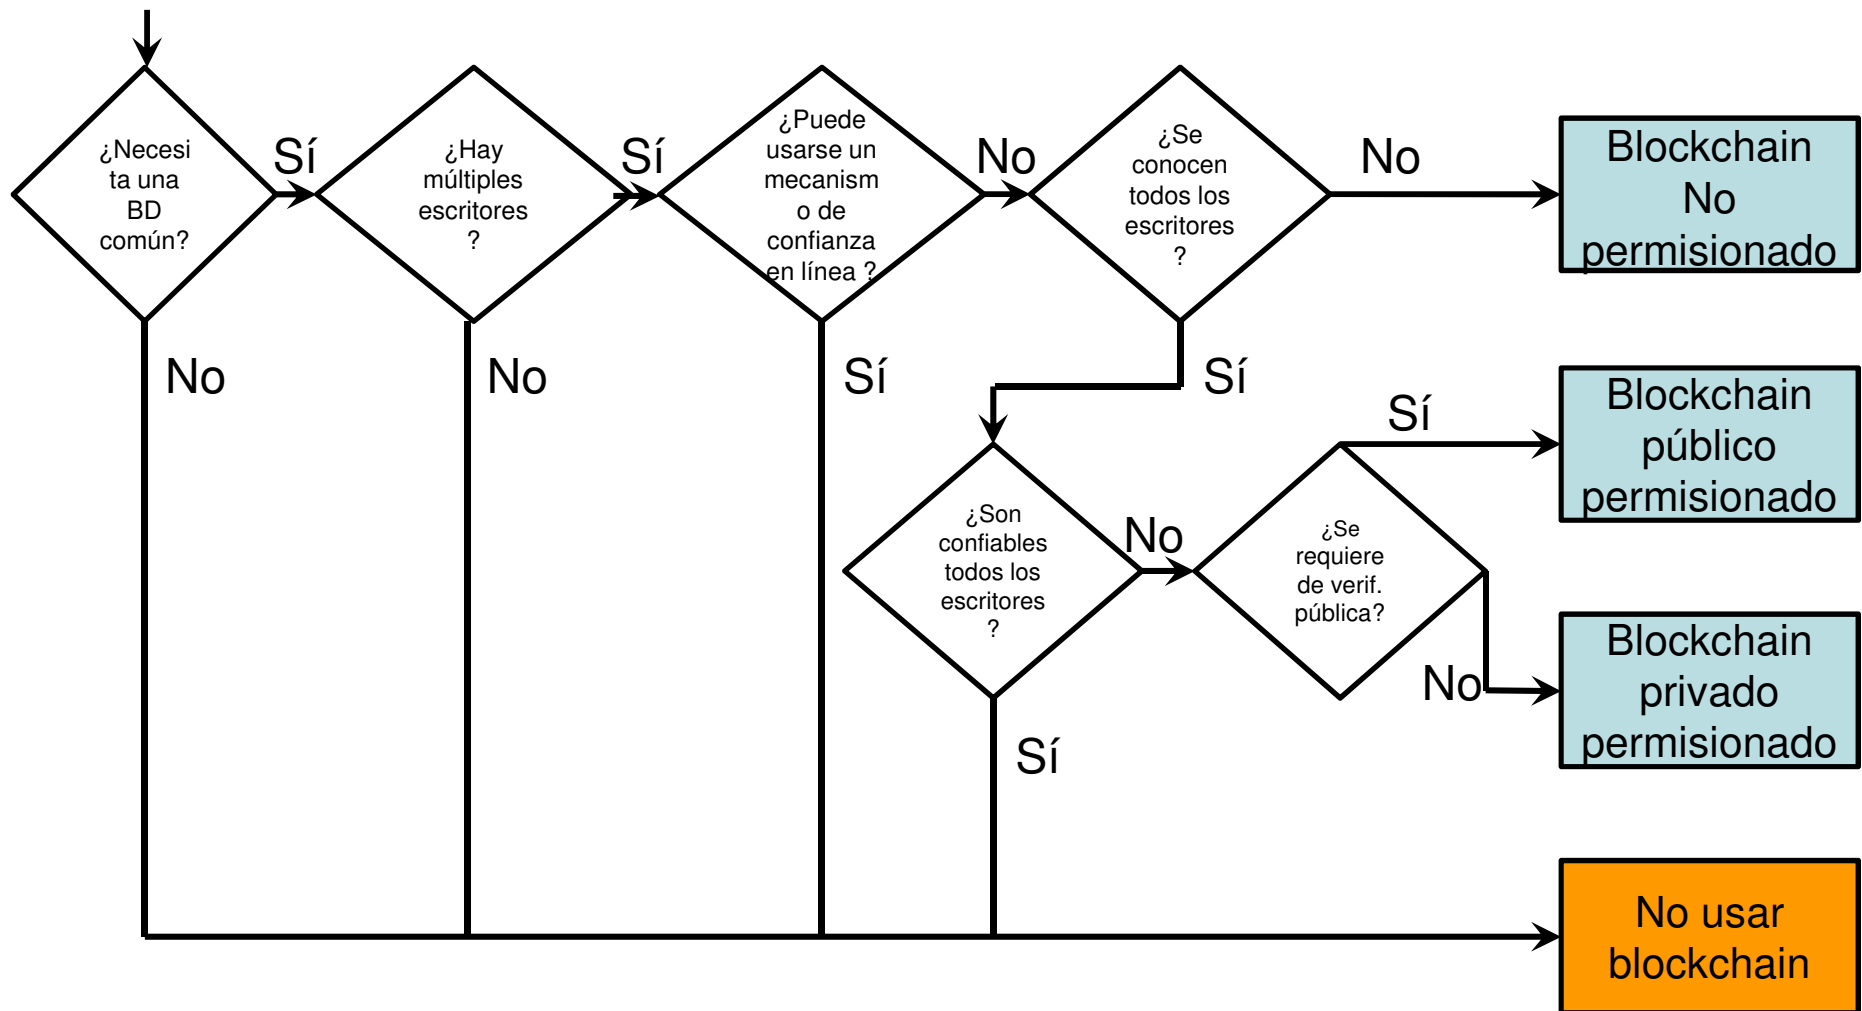 ¿Necesi
ta una
BD
común?
Sí
No
¿Hay
múltiples
escritores
?
Sí
No
¿Puede
usarse un
mecanism
o de
confianza
en línea ?
No
Sí
¿Se
conocen
todos los
escritores
?
No
Sí
Blockchain
No
permisionado
¿Son
confiables
todos los
escritores
?
No
Sí
¿Se
requiere
de verif.
pública?
Sí
No
Blockchain
público
permisionado
Blockchain
privado
permisionado
No usar
blockchain